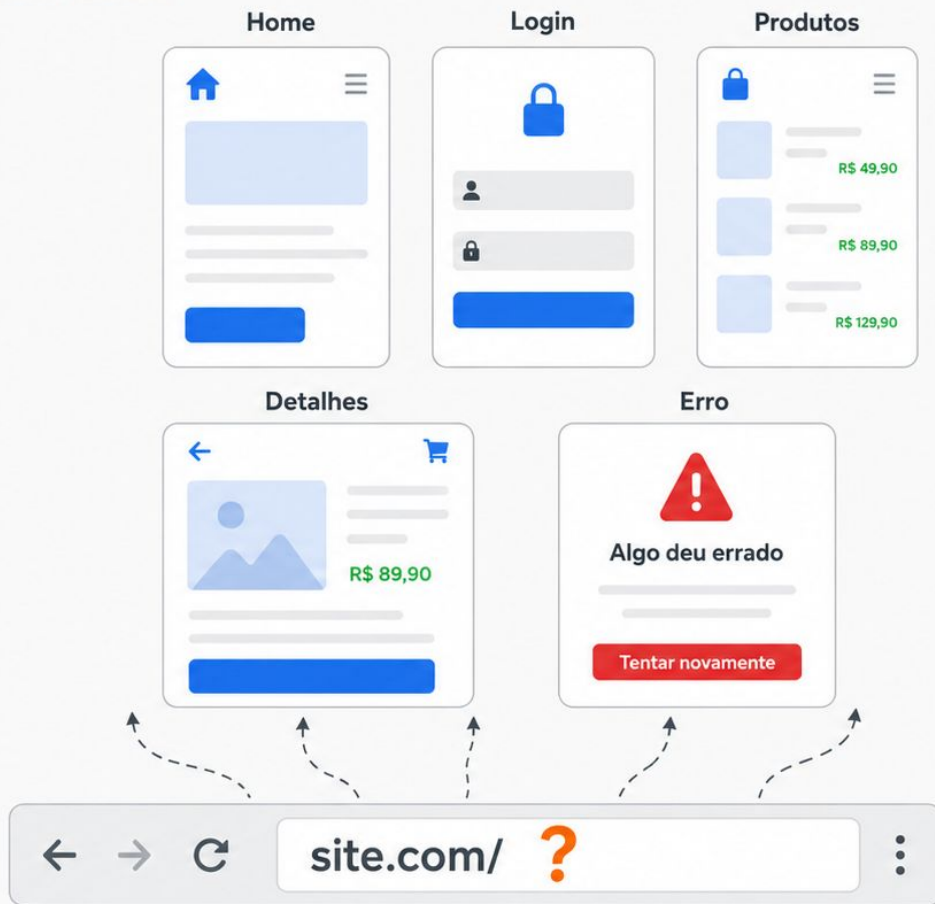 Home
Login
Produtos
R$ 49,90
R$ 89,90
R$ 129,90
Detalhes
Erro
R$ 89,90
Algo deu errado
Tentar novamente
site.com/ ?